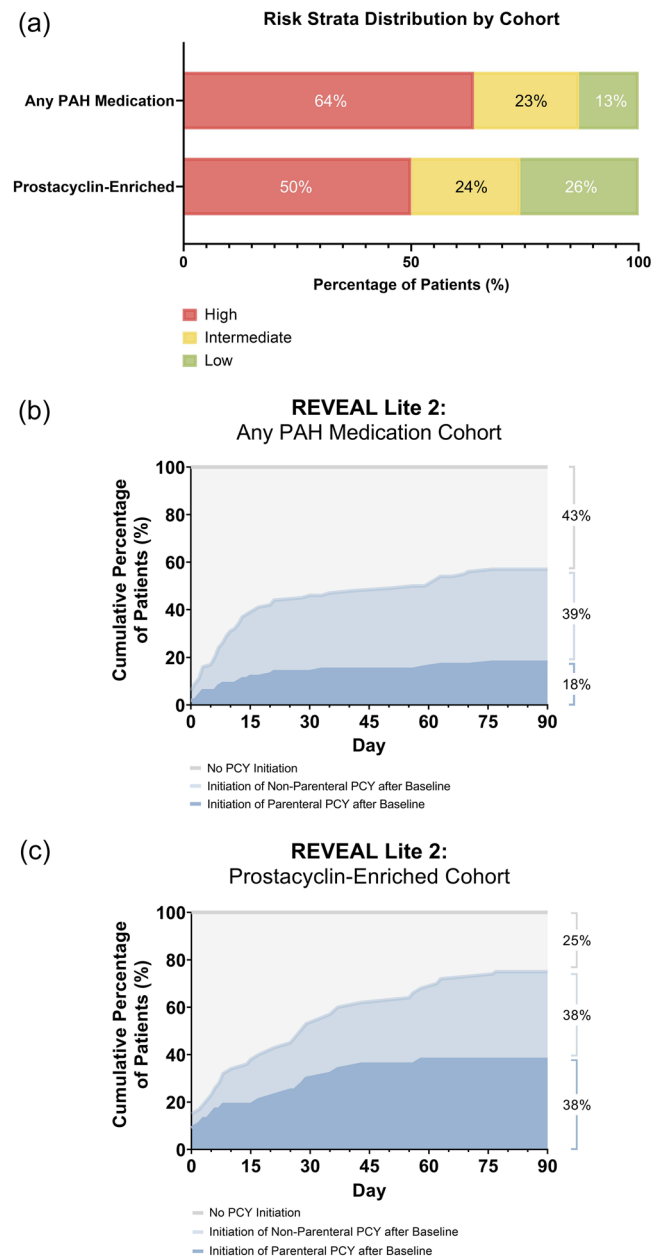 (a)
Risk Strata Distribution by Cohort
Any PAH Medication
64%
23%
13%
Prostacyclin-Enriched
50%
24%
26%
0
50
100
Percentage of Patients (%)
High
Intermediate
Low
(b)
REVEAL Lite 2:
Any PAH Medication Cohort
Cumulative Percentage
of Patients (%)
100
80
60
40
20
0
43%
39%
18%
0
15
30
45
60
75
90
Day
No PCY Initiation
Initiation of Non-Parenteral PCY after Baseline
Initiation of Parenteral PCY after Baseline
(c)
REVEAL Lite 2:
Prostacyclin-Enriched Cohort
Cumulative Percentage
of Patients (%)
100
80
60
40
20
0
25%
38%
38%
0
15
30
45
60
75
90
Day
No PCY Initiation
Initiation of Non-Parenteral PCY after Baseline
Initiation of Parenteral PCY after Baseline